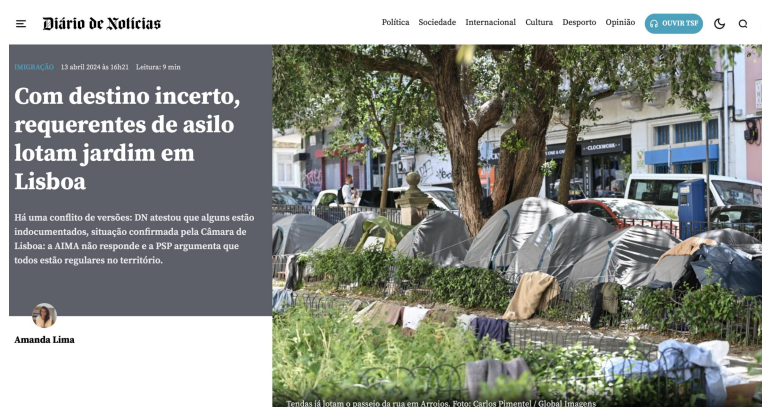 Diário de Notícias
Política Sociedade Internacional Cultura Desporto Opinião OUVIR TSF
IMIGRAÇÃO 13 abril 2024 às 16h21 Leitura: 9 min
Com destino incerto,
requerentes de asilo
lotam jardim em
Lisboa
Há uma conflito de versões: DN atestou que alguns estão
indocumentados, situação confirmada pela Câmara de
Lisboa: a AIMA não responde e a PSP argumenta que
todos estão regulares no território.
Amanda Lima
CLOCKWORK
Tendas já lotam o passeio da rua em Arroios. Foto: Carlos Pimentel / Global Imagens